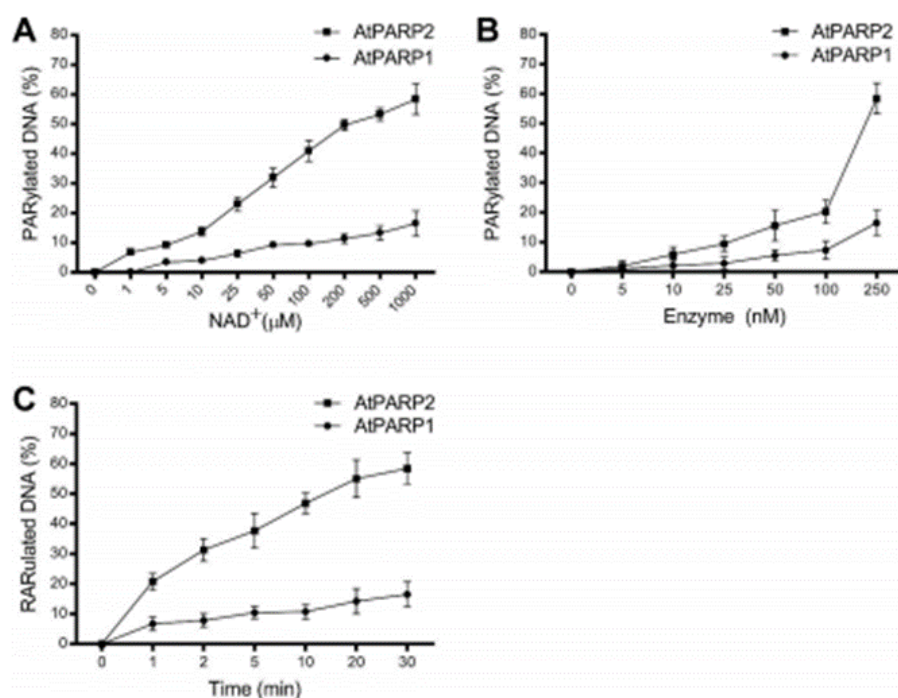 A
AtPARP2
AtPARP1
PARylated DNA (%)
80
70
60
50
40
30
20
10
0
0 1 5 10 25 50 100 200 500 1000
NAD+(μM)
B
AtPARP2
AtPARP1
PARylated DNA (%)
80
70
60
50
40
30
20
10
0
0 5 10 25 50 100 250
Enzyme (nM)
C
AtPARP2
AtPARP1
RARulated DNA (%)
80
70
60
50
40
30
20
10
0
0 1 2 5 10 20 30
Time (min)